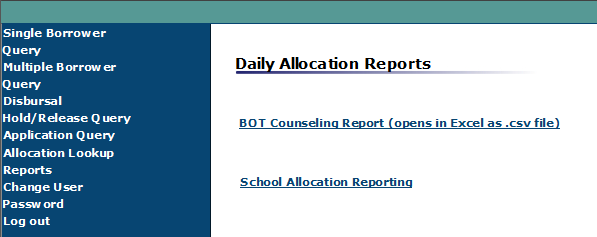 Single Borrower
Query
Multiple Borrower
Query
Disbursal
Hold/Release Query
Application Query
Allocation Lookup
Reports
Change User
Password
Log out
Daily Allocation Reports
BOT Counseling Report (opens in Excel as .csv file)
School Allocation Reporting